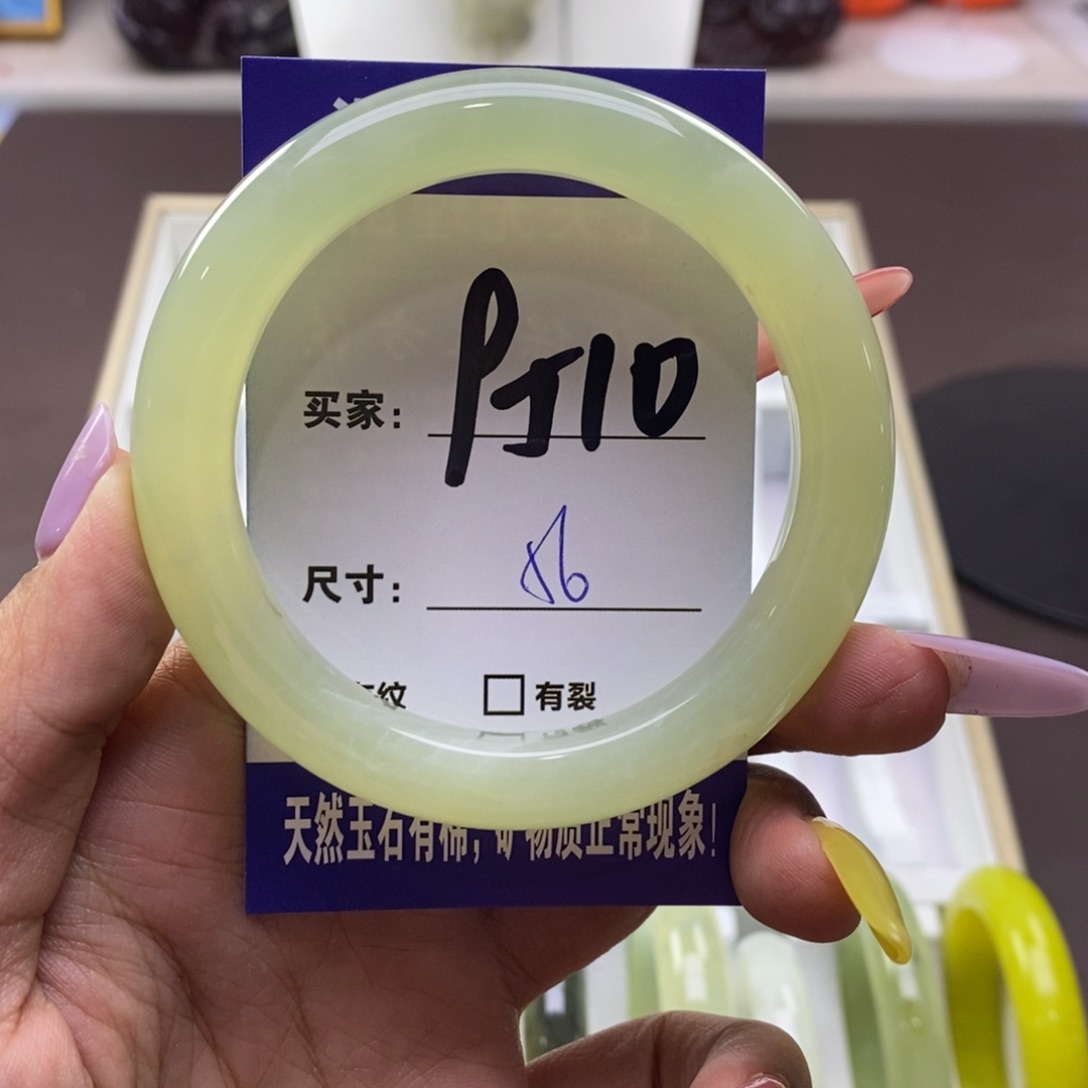 买家: PJ10
尺寸: 56
纹 □有裂
天然玉石有棉, 矿物质正常现象!